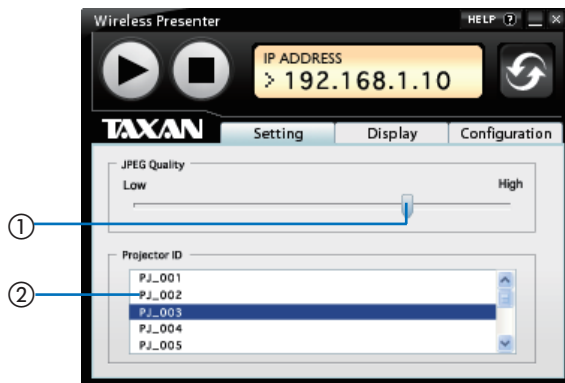 Wireless Presenter HELP ?
IP ADDRESS
> 192.168.1.10
TAXAN Setting Display Configuration
JPEG Quality
Low High
①
Projector ID
PJ_001
② PJ_002
PJ_003
PJ_004
PJ_005